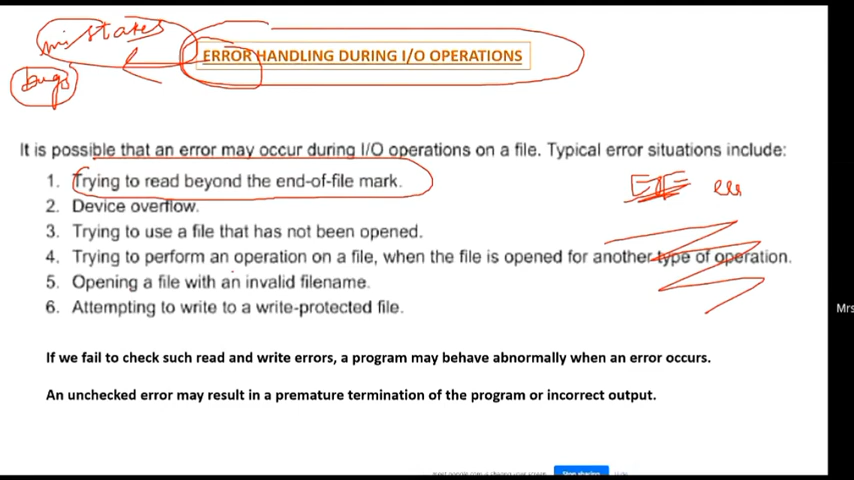 mistakes
ERROR HANDLING DURING I/O OPERATIONS
bugs
It is possible that an error may occur during I/O operations on a file. Typical error situations include:
1. Trying to read beyond the end-of-file mark.
2. Device overflow.
3. Trying to use a file that has not been opened.
4. Trying to perform an operation on a file, when the file is opened for another type of operation.
5. Opening a file with an invalid filename.
6. Attempting to write to a write-protected file.
Mrs
If we fail to check such read and write errors, a program may behave abnormally when an error occurs.
An unchecked error may result in a premature termination of the program or incorrect output.
Stop sharing